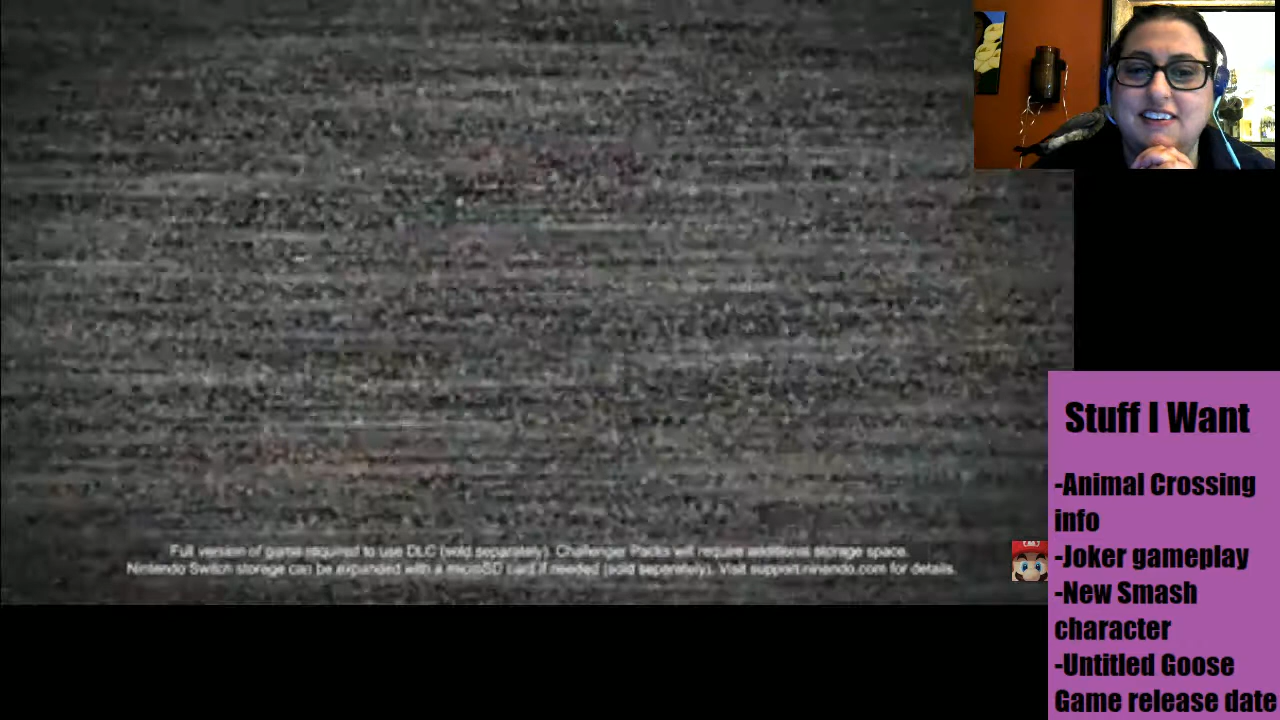 Full version of game required to use DLC (sold separately). Challenger Packs will require additional storage space.
Nintendo Switch storage can be expanded with a microSD card if needed (sold separately). Visit support.nintendo.com for details.
Stuff I Want
-Animal Crossing
info
-Joker gameplay
-New Smash
character
-Untitled Goose
Game release date